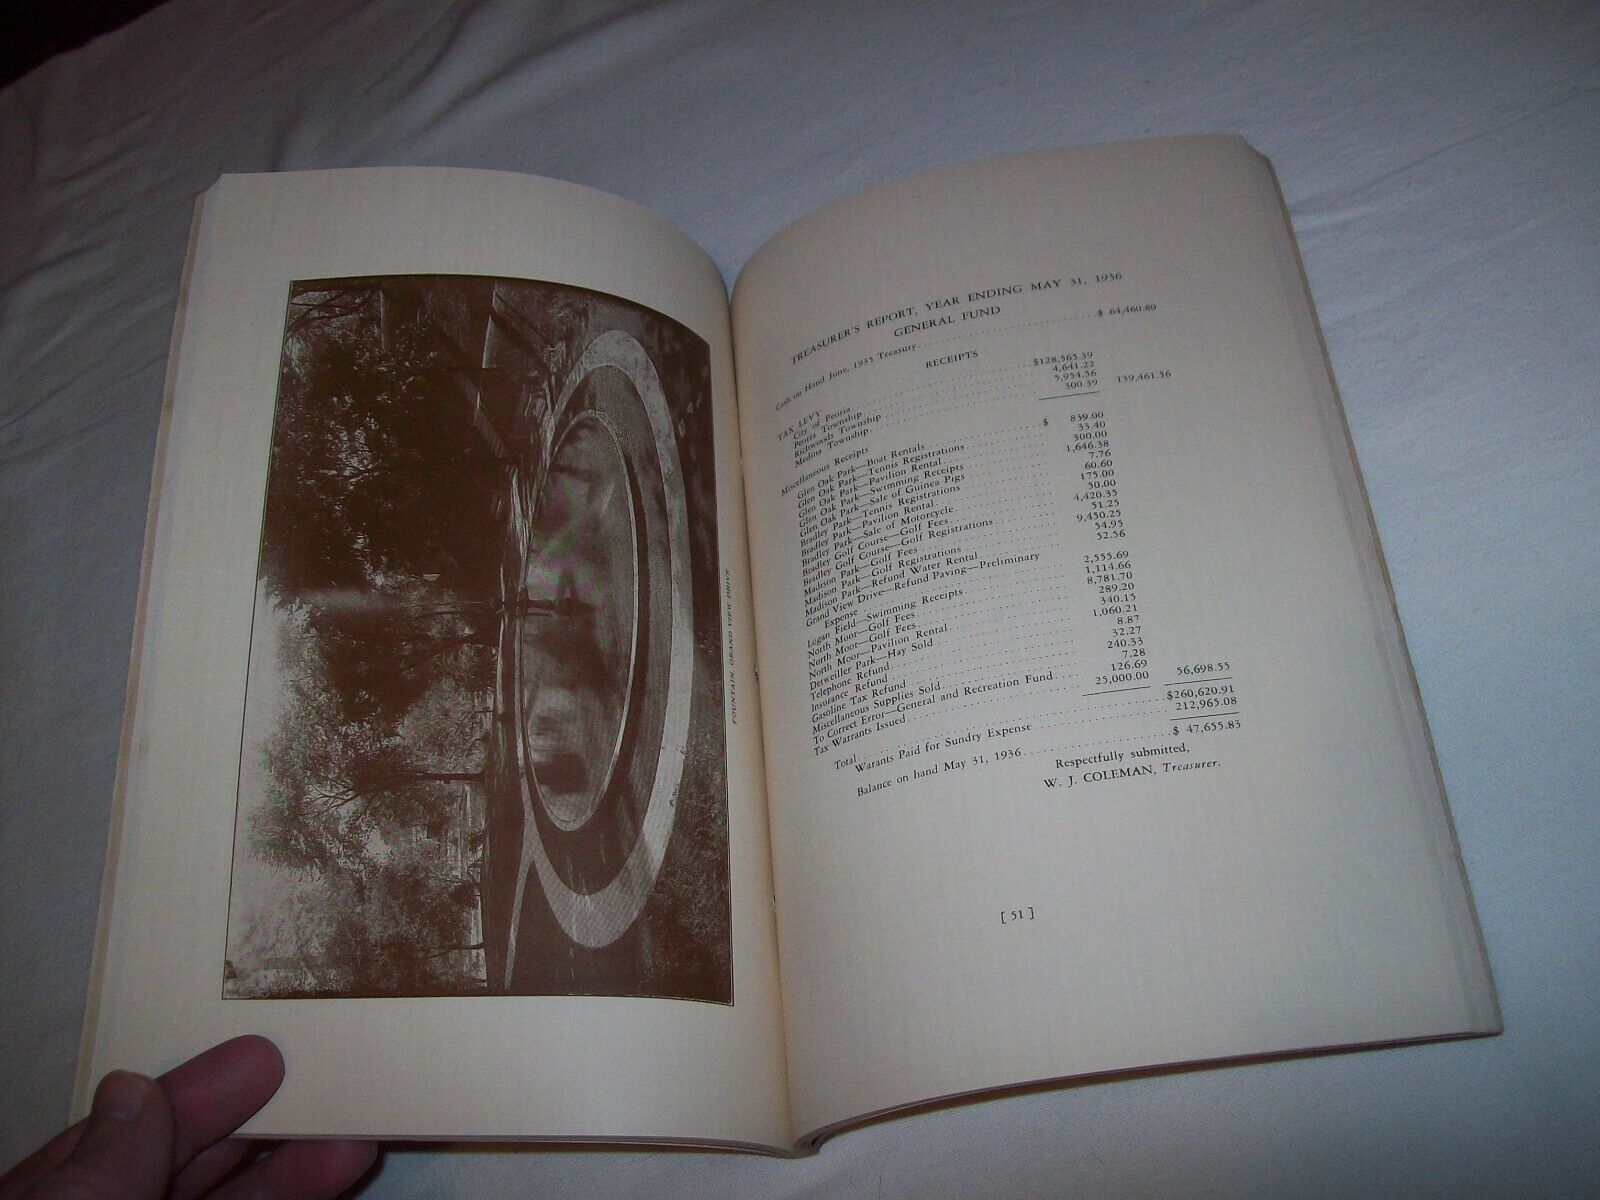 FOUNTAIN, GRAND VIEW DRIVE
TREASURER'S REPORT, YEAR ENDING MAY 31, 1936
GENERAL FUND
Cash on Hand June, 1935 Treasury $ 64,460.80
RECEIPTS
TAX LEVY
City of Peoria $128,565.39
Peoria Township 4,641.22
Richwoods Township 5,954.56
Medina Township 300.39 139,461.56
Miscellaneous Receipts
Glen Oak Park—Boat Rentals $ 839.00
Glen Oak Park—Tennis Registrations 33.40
Glen Oak Park—Pavilion Rental 300.00
Glen Oak Park—Swimming Receipts 1,646.38
Glen Oak Park—Sale of Guinea Pigs 7.76
Bradley Park—Tennis Registrations 60.60
Bradley Park—Pavilion Rental 175.00
Bradley Park—Sale of Motorcycle 50.00
Bradley Golf Course—Golf Fees 4,420.35
Bradley Golf Course—Golf Registrations 51.25
Madison Park—Golf Fees 9,450.25
Madison Park—Golf Registrations 54.95
Madison Park—Refund Water Rental 52.56
Grand View Drive—Refund Paving—Preliminary
Expense 2,555.69
Logan Field—Swimming Receipts 1,114.66
North Moor—Golf Fees 8,781.70
North Moor—Golf Fees 289.20
North Moor—Pavilion Rental 340.15
Detweiller Park—Hay Sold 1,060.21
Telephone Refund 8.87
Insurance Refund 32.27
Gasoline Tax Refund 240.33
Miscellaneous Supplies Sold 7.28
To Correct Error—General and Recreation Fund 126.69
Tax Warrants Issued 25,000.00 56,698.55
Total $260,620.91
Warants Paid for Sundry Expense 212,965.08
Balance on hand May 31, 1936 $ 47,655.83
Respectfully submitted,
W. J. COLEMAN, Treasurer.
[ 51 ]